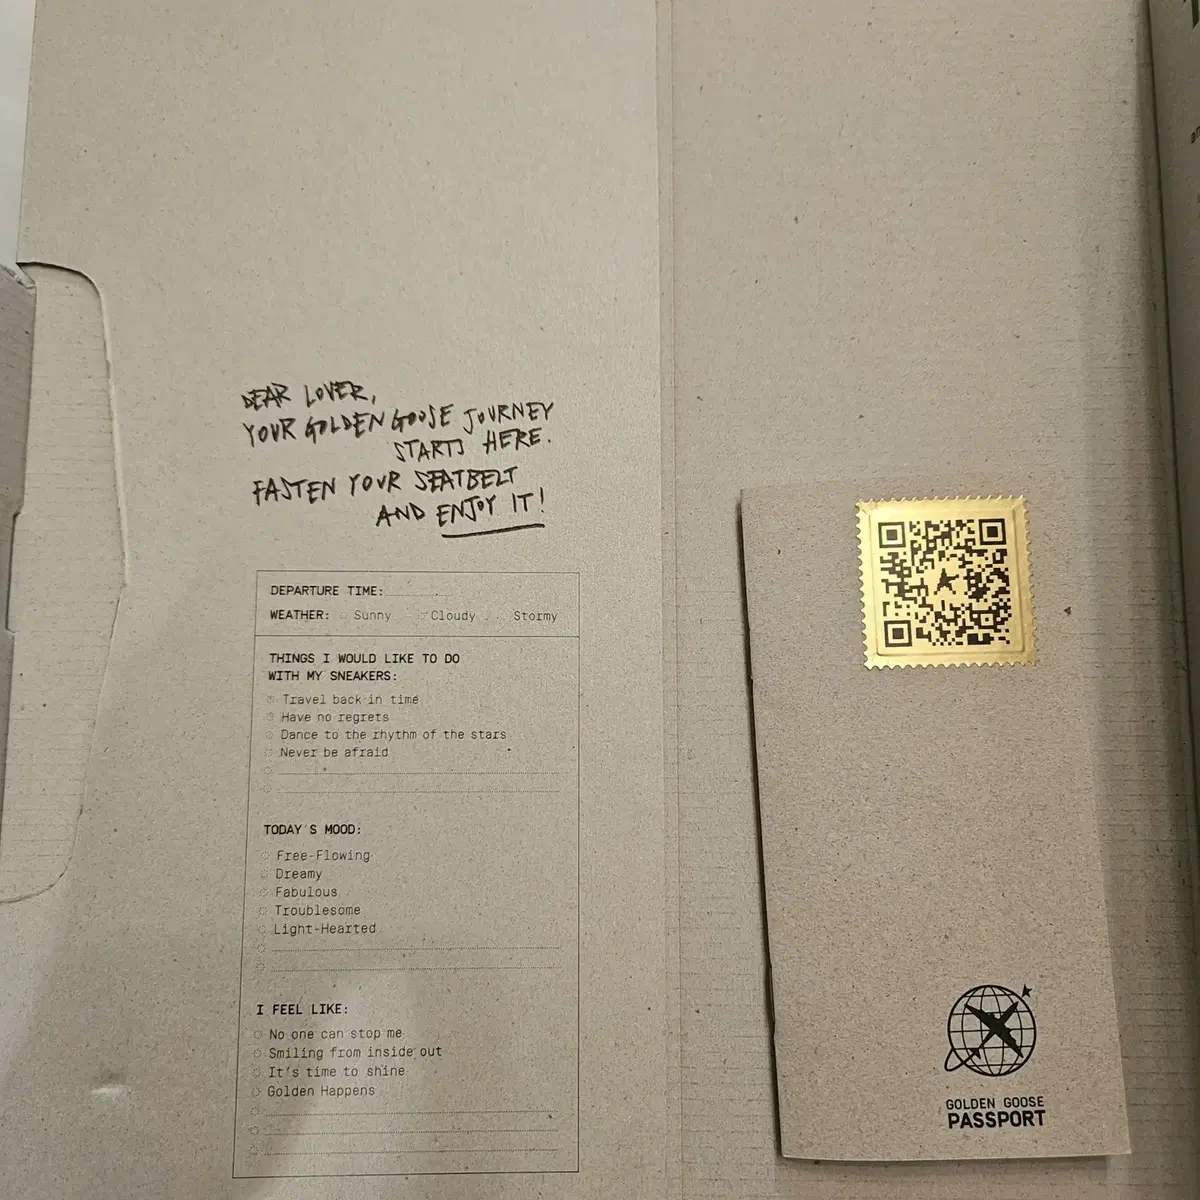 DEAR LOVER,
YOUR GOLDEN GOOSE JOURNEY
STARTS HERE.
FASTEN YOUR SEATBELT
AND ENJOY IT!
DEPARTURE TIME:
WEATHER: Sunny Cloudy Stormy
THINGS I WOULD LIKE TO DO
WITH MY SNEAKERS:
Travel back in time
Have no regrets
Dance to the rhythm of the stars
Never be afraid
TODAY'S MOOD:
Free-Flowing
Dreamy
Fabulous
Troublesome
Light-Hearted
I FEEL LIKE:
No one can stop me
Smiling from inside out
It's time to shine
Golden Happens
GOLDEN GOOSE
PASSPORT